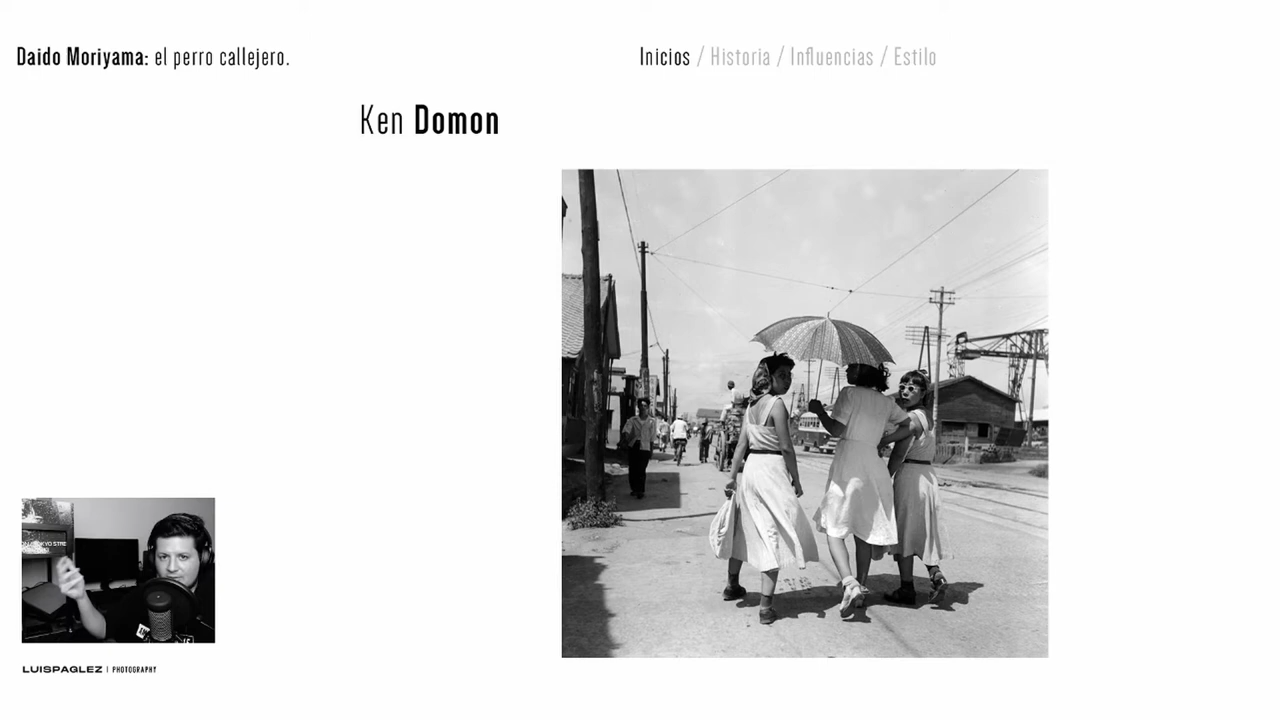 Daido Moriyama: el perro callejero.
Inicios / Historia / Influencias / Estilo
Ken Domon
LUISPAGLEZ | PHOTOGRAPHY